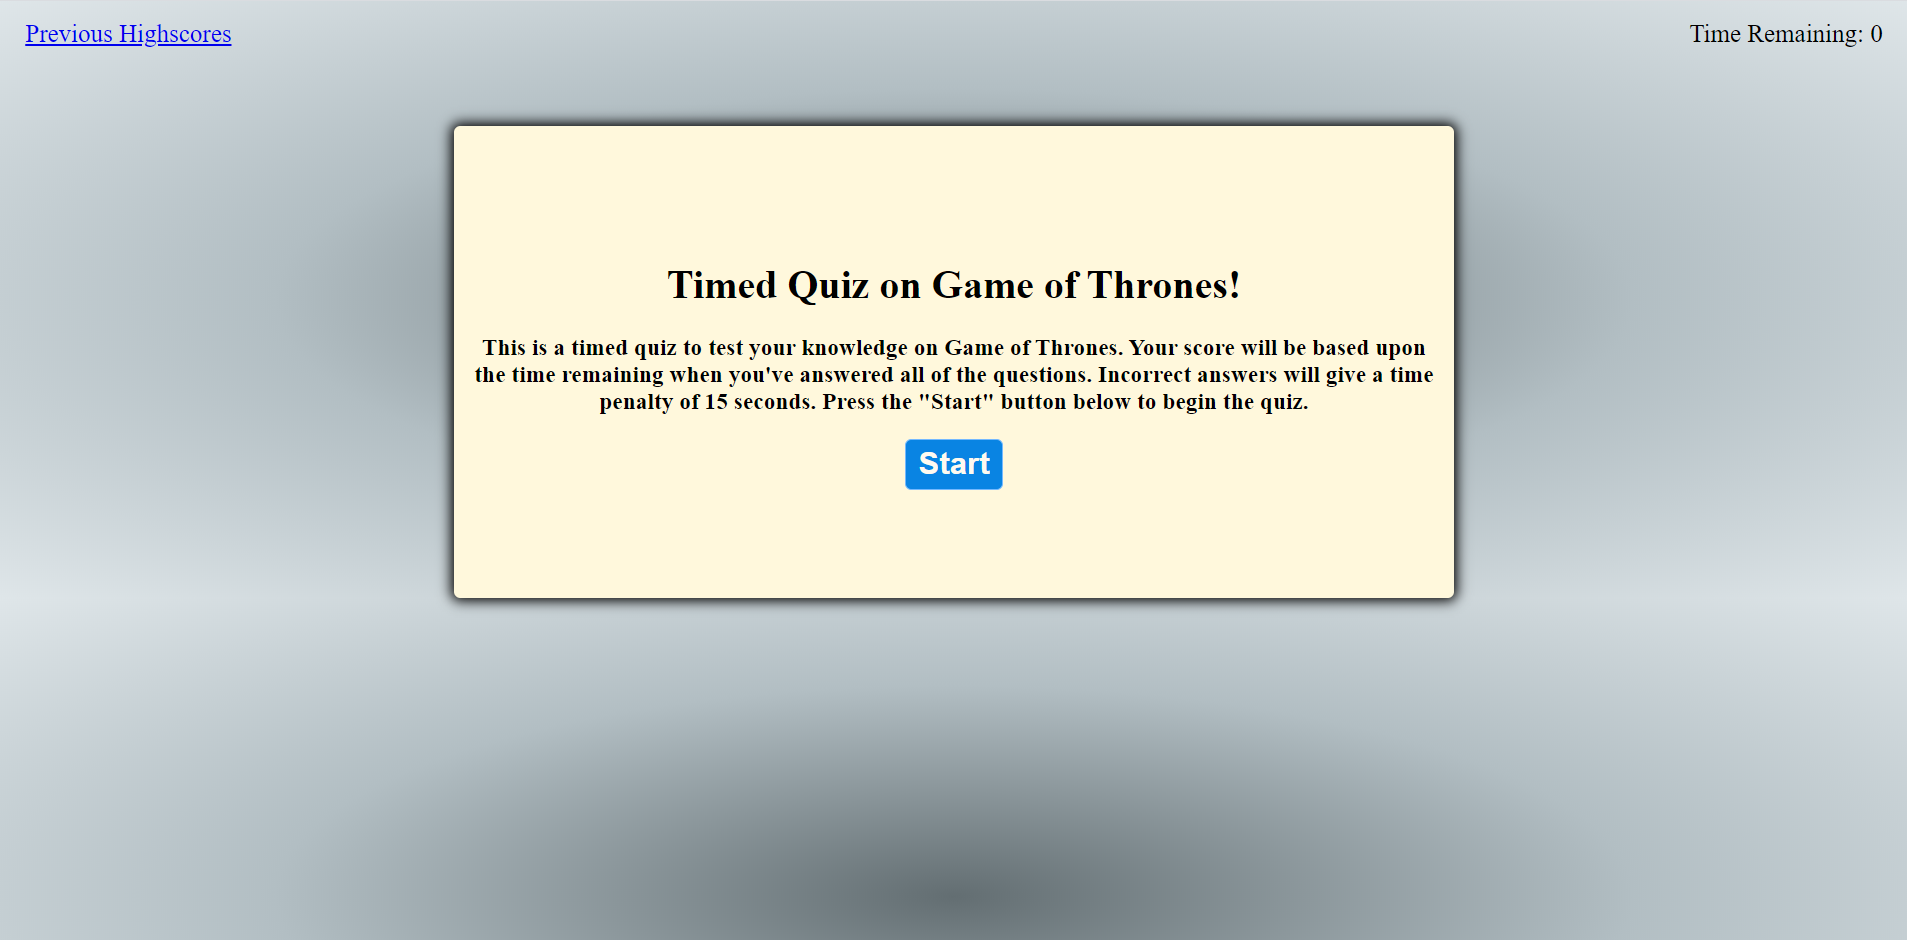 Previous Highscores
Time Remaining: 0
Timed Quiz on Game of Thrones!
This is a timed quiz to test your knowledge on Game of Thrones. Your score will be based upon
the time remaining when you've answered all of the questions. Incorrect answers will give a time
penalty of 15 seconds. Press the "Start" button below to begin the quiz.
Start